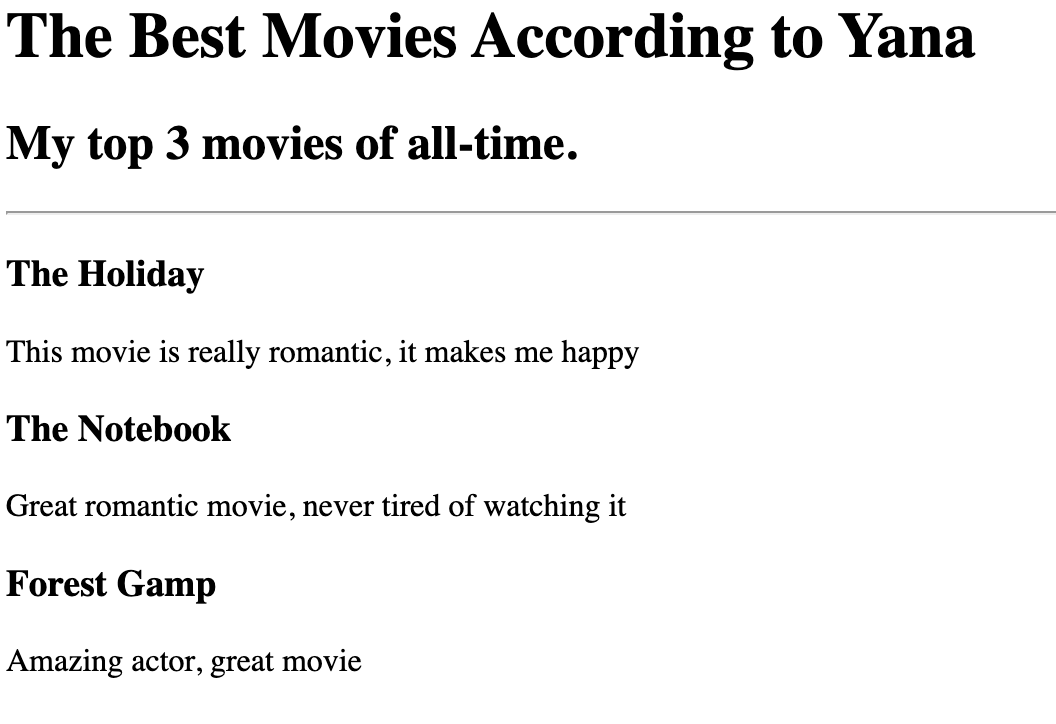 The Best Movies According to Yana
My top 3 movies of all-time.
The Holiday
This movie is really romantic, it makes me happy
The Notebook
Great romantic movie, never tired of watching it
Forest Gamp
Amazing actor, great movie